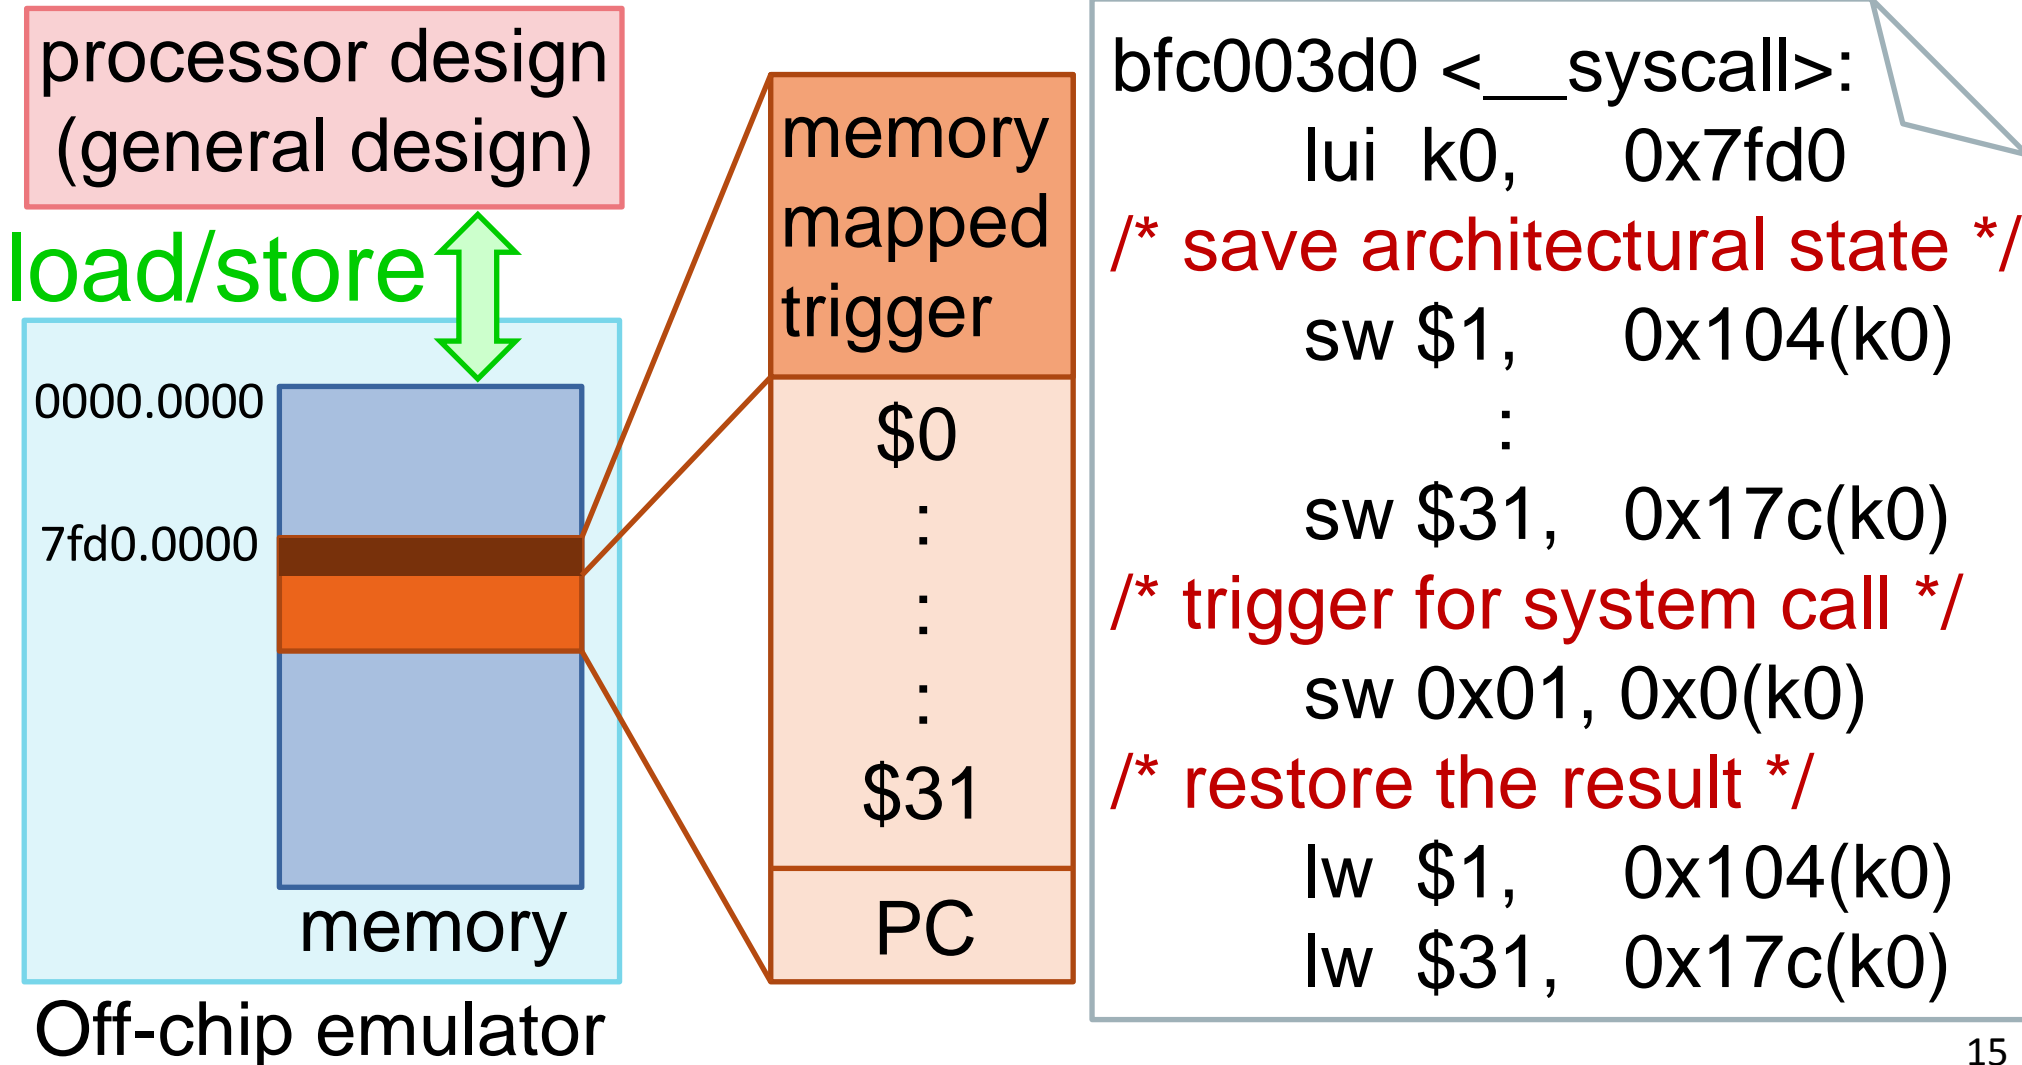 processor design
(general design)
load/store
0000.0000
7fd0.0000
memory
Off-chip emulator
memory
mapped
trigger
$0
:
:
:
$31
PC
bfc003d0 <__syscall>:
lui k0, 0x7fd0
/* save architectural state */
sw $1, 0x104(k0)
:
sw $31, 0x17c(k0)
/* trigger for system call */
sw 0x01, 0x0(k0)
/* restore the result */
lw $1, 0x104(k0)
lw $31, 0x17c(k0)
15